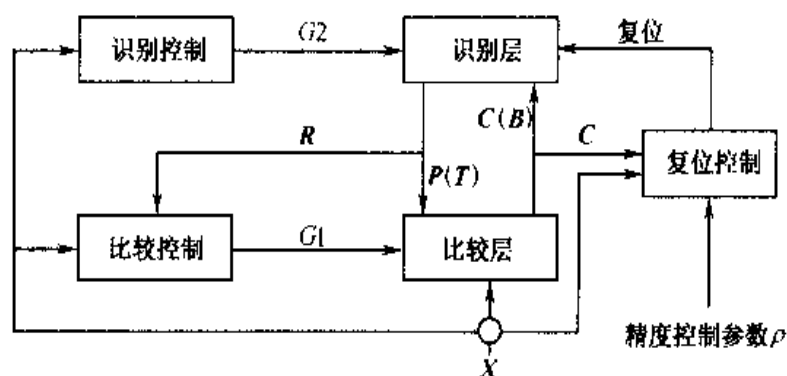 识别控制
G2
识别层
复位
R
C(B)
C
P(T)
复位控制
比较控制
G1
比较层
精度控制参数ρ
X